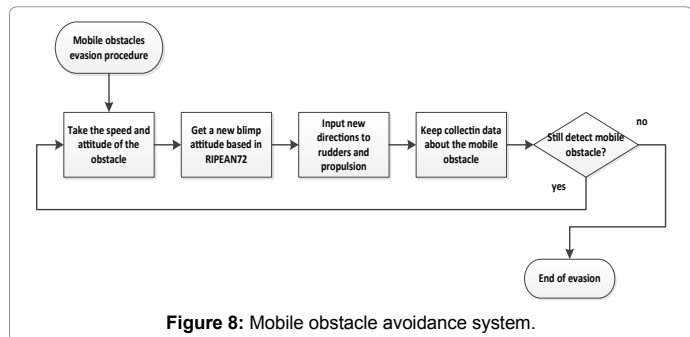 Mobile obstacles
evasion procedure
Take the speed and
attitude of the
obstacle
Get a new blimp
attitude based in
RIPEAN72
Input new
directions to
rudders and
propulsion
Keep collectin data
about the mobile
obstacle
Still detect mobile
obstacle?
no
yes
End of evasion
Figure 8: Mobile obstacle avoidance system.